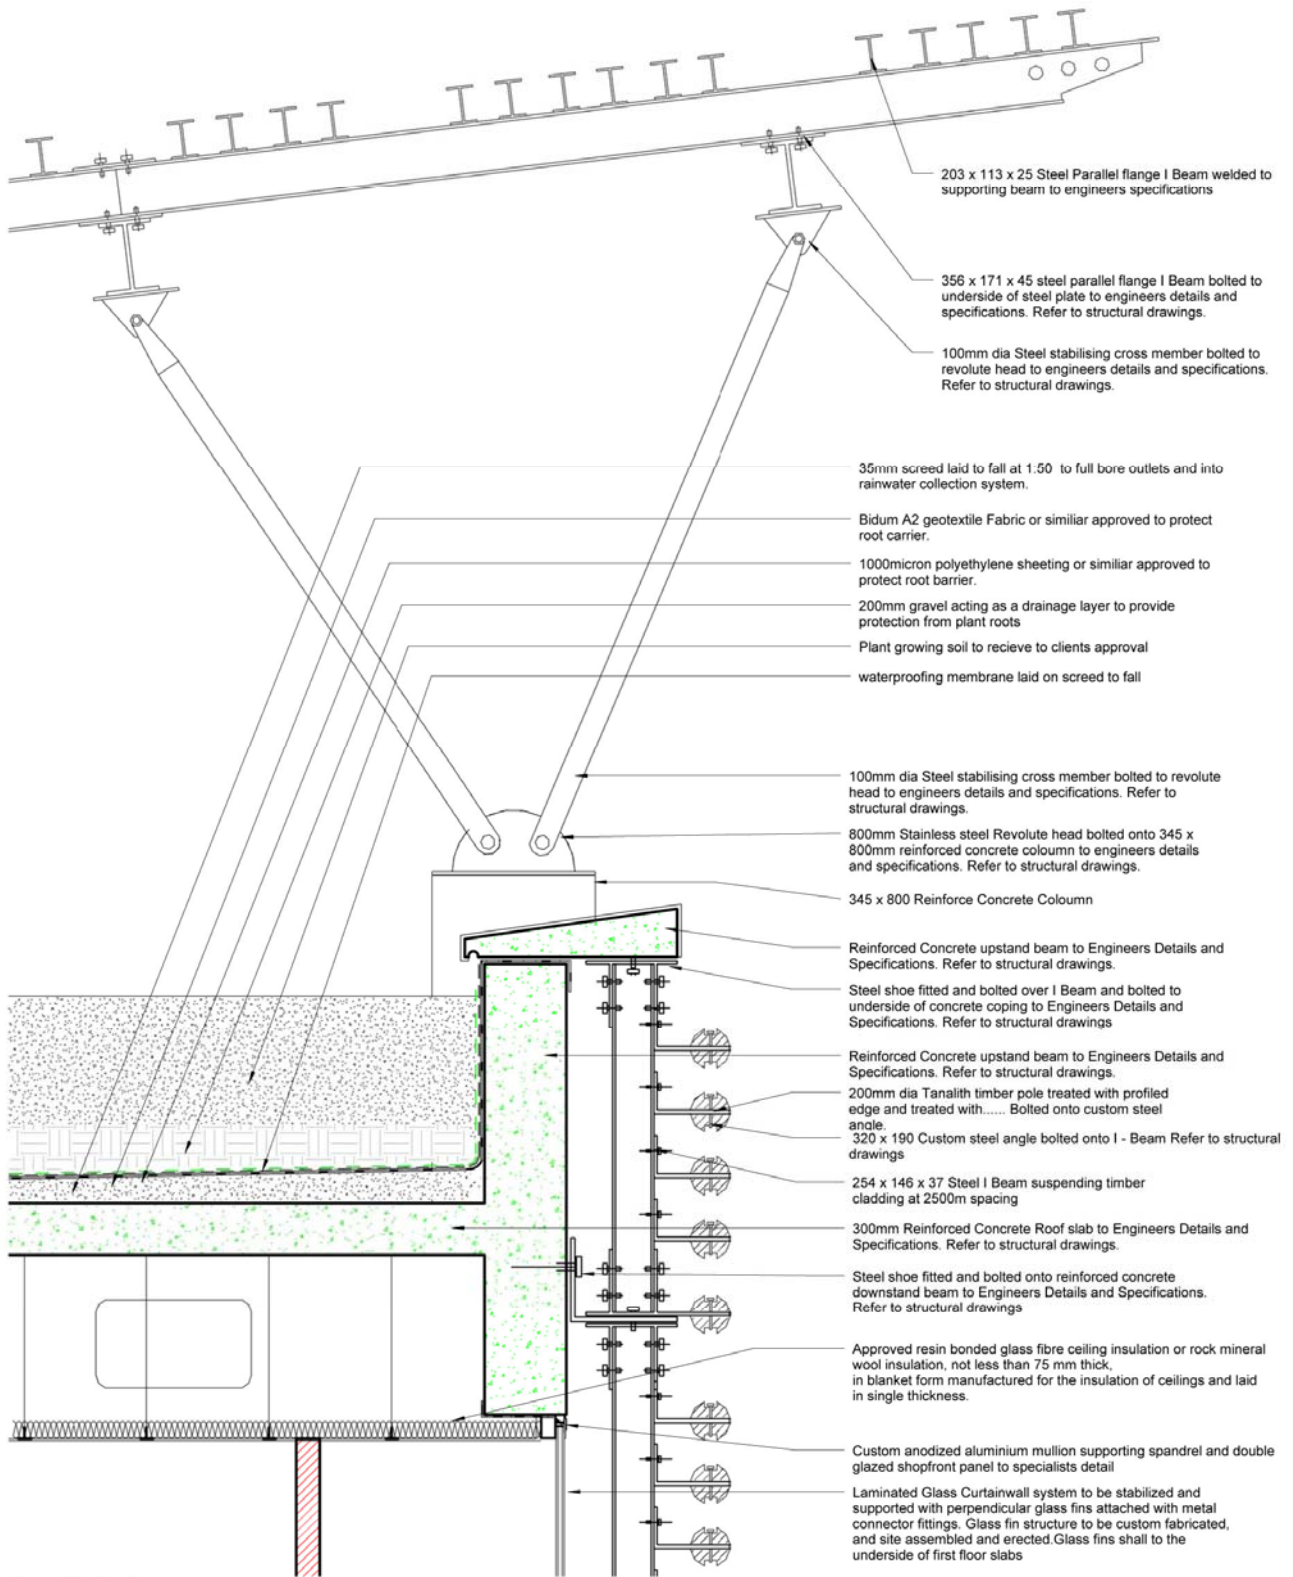 203 x 113 x 25 Steel Parallel flange I Beam welded to
supporting beam to engineers specifications
356 x 171 x 45 steel parallel flange I Beam bolted to
underside of steel plate to engineers details and
specifications. Refer to structural drawings.
100mm dia Steel stabilising cross member bolted to
revolute head to engineers details and specifications.
Refer to structural drawings.
35mm screed laid to fall at 1:50 to full bore outlets and into
rainwater collection system.
Bidum A2 geotextile Fabric or similiar approved to protect
root carrier.
1000micron polyethylene sheeting or similiar approved to
protect root barrier.
200mm gravel acting as a drainage layer to provide
protection from plant roots
Plant growing soil to recieve to clients approval
waterproofing membrane laid on screed to fall
100mm dia Steel stabilising cross member bolted to revolute
head to engineers details and specifications. Refer to
structural drawings.
800mm Stainless steel Revolute head bolted onto 345 x
800mm reinforced concrete coloumn to engineers details
and specifications. Refer to structural drawings.
345 x 800 Reinforce Concrete Coloumn
Reinforced Concrete upstand beam to Engineers Details and
Specifications. Refer to structural drawings.
Steel shoe fitted and bolted over I Beam and bolted to
underside of concrete coping to Engineers Details and
Specifications. Refer to structural drawings
Reinforced Concrete upstand beam to Engineers Details and
Specifications. Refer to structural drawings.
200mm dia Tanalith timber pole treated with profiled
edge and treated with...... Bolted onto custom steel
angle.
320 x 190 Custom steel angle bolted onto I - Beam Refer to structural
drawings
254 x 146 x 37 Steel I Beam suspending timber
cladding at 2500m spacing
300mm Reinforced Concrete Roof slab to Engineers Details and
Specifications. Refer to structural drawings.
Steel shoe fitted and bolted onto reinforced concrete
downstand beam to Engineers Details and Specifications.
Refer to structural drawings
Approved resin bonded glass fibre ceiling insulation or rock mineral
wool insulation, not less than 75 mm thick,
in blanket form manufactured for the insulation of ceilings and laid
in single thickness.
Custom anodized aluminium mullion supporting spandrel and double
glazed shopfront panel to specialists detail
Laminated Glass Curtainwall system to be stabilized and
supported with perpendicular glass fins attached with metal
connector fittings. Glass fin structure to be custom fabricated,
and site assembled and erected.Glass fins shall to the
underside of first floor slabs